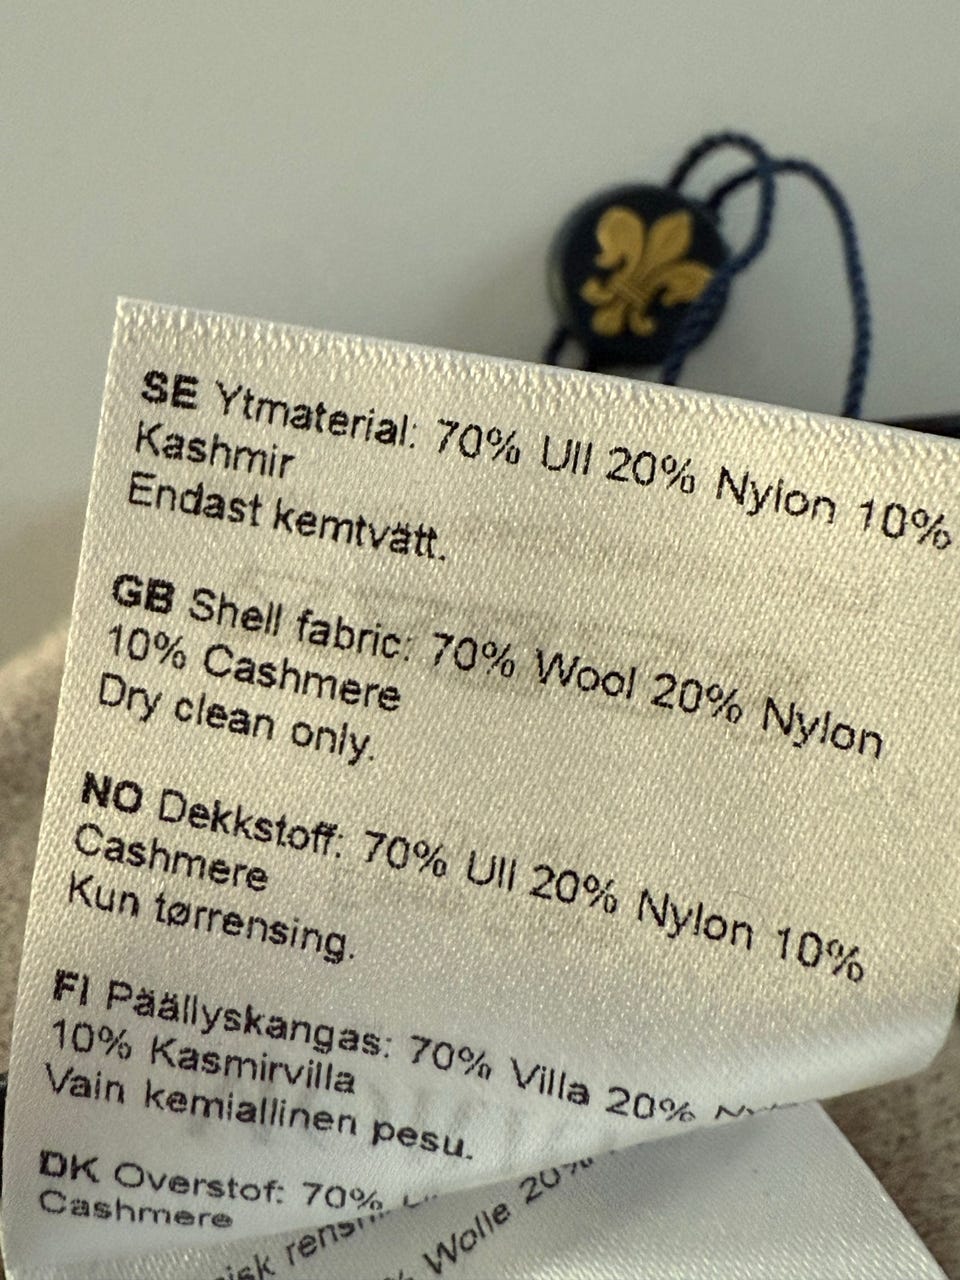 SE Ytmaterial: 70% Ull 20% Nylon 10%
Kashmir
Endast kemtvätt.
GB Shell fabric: 70% Wool 20% Nylon
10% Cashmere
Dry clean only.
NO Dekkstoff: 70% Ull 20% Nylon 10%
Cashmere
Kun tørrensing.
FI Päällyskangas: 70% Villa 20%
10% Kasmirvilla
Vain kemiallinen pesu.
DK Overstof: 70%
Cashmere
% Wolle 20%